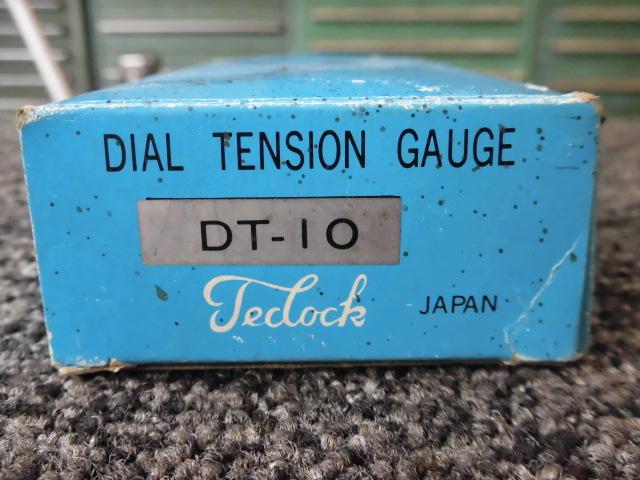 DIAL TENSION GAUGE
DT-10
Teclock JAPAN